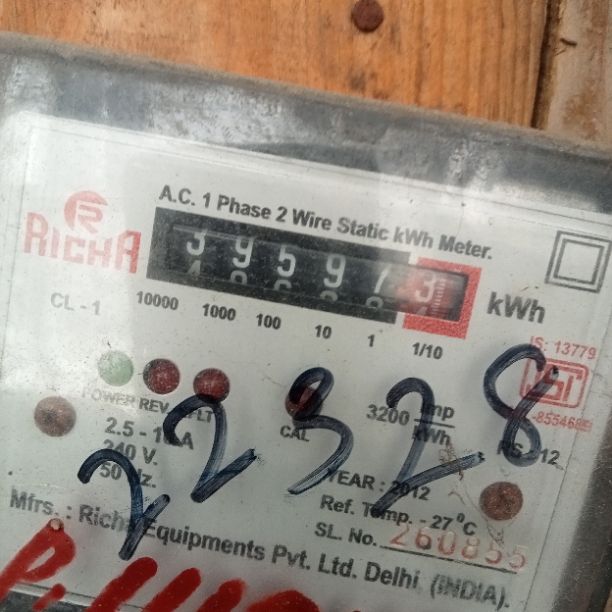 A.C. 1 Phase 2 Wire Static kWh Meter.
RICHA
395973
kWh
CL - 1
10000 1000 100 10 1 1/10
IS: 13779
POWER REV
CAL
3200 imp
kWh
2.5 - A
240 V.
50 Hz.
22328
YEAR : 2012
Ref. Temp. 27°C
SL. No. 260855
Mfrs. : Richa Equipments Pvt. Ltd. Delhi. (INDIA).